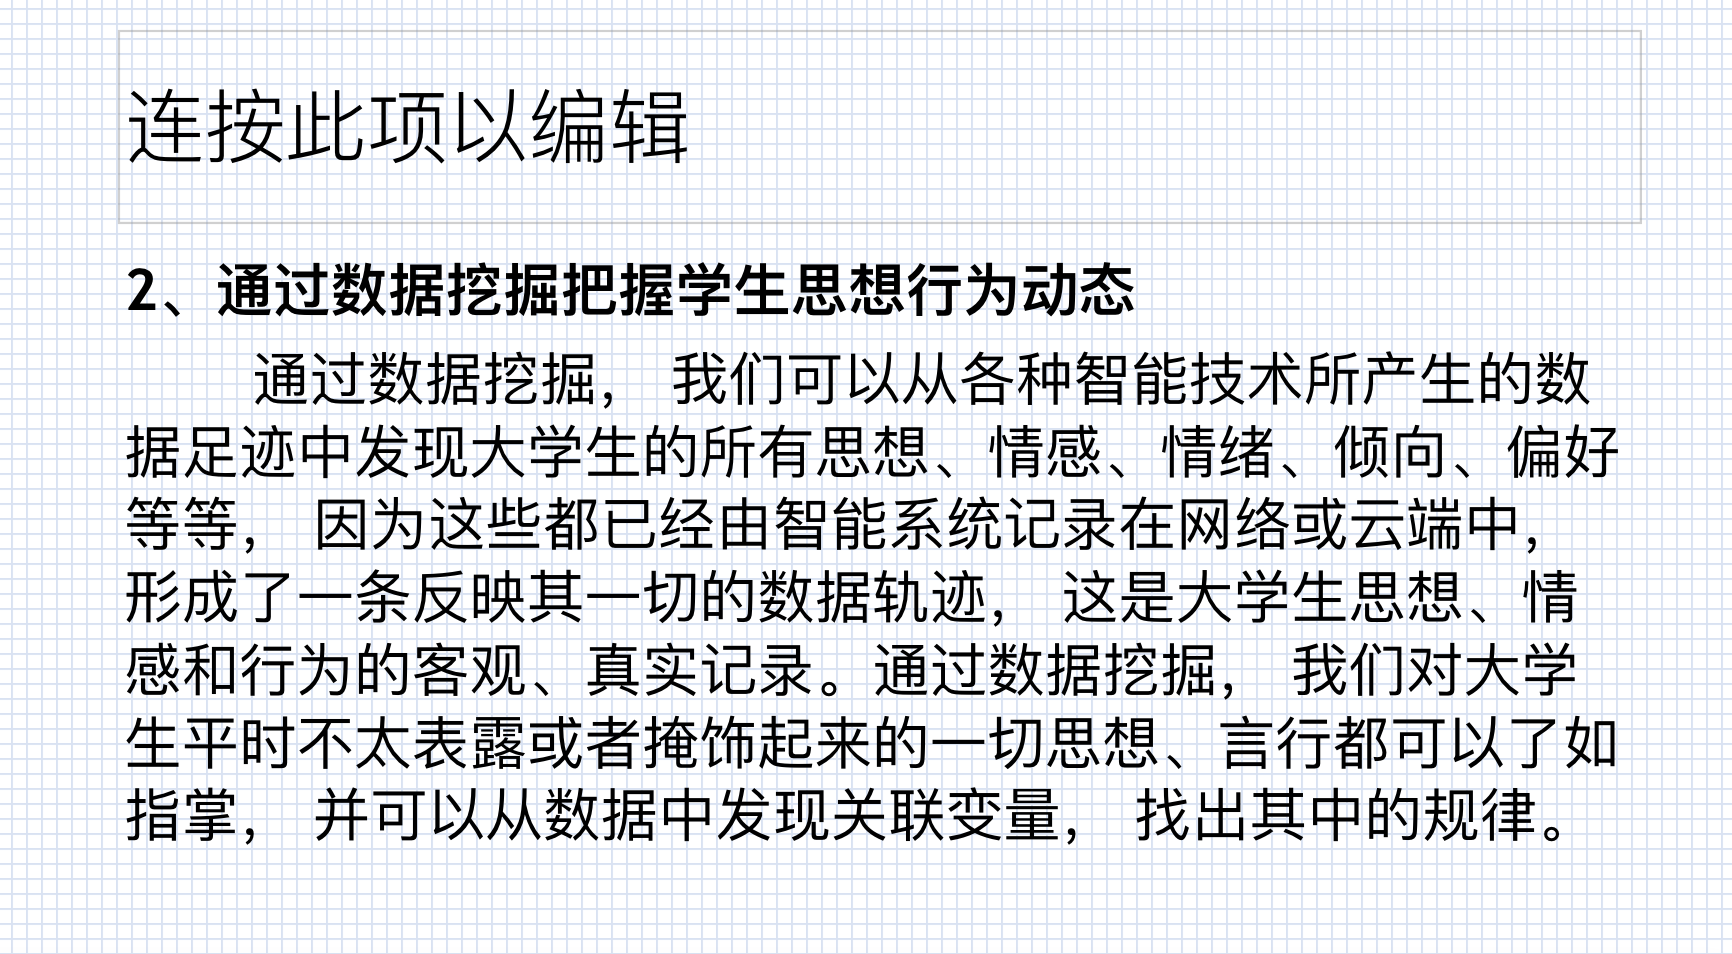 连按此项以编辑
2、通过数据挖掘把握学生思想行为动态
通过数据挖掘， 我们可以从各种智能技术所产生的数
据足迹中发现大学生的所有思想、情感、情绪、倾向、偏好
等等， 因为这些都已经由智能系统记录在网络或云端中，
形成了一条反映其一切的数据轨迹， 这是大学生思想、情
感和行为的客观、真实记录。通过数据挖掘， 我们对大学
生平时不太表露或者掩饰起来的一切思想、言行都可以了如
指掌， 并可以从数据中发现关联变量， 找出其中的规律。